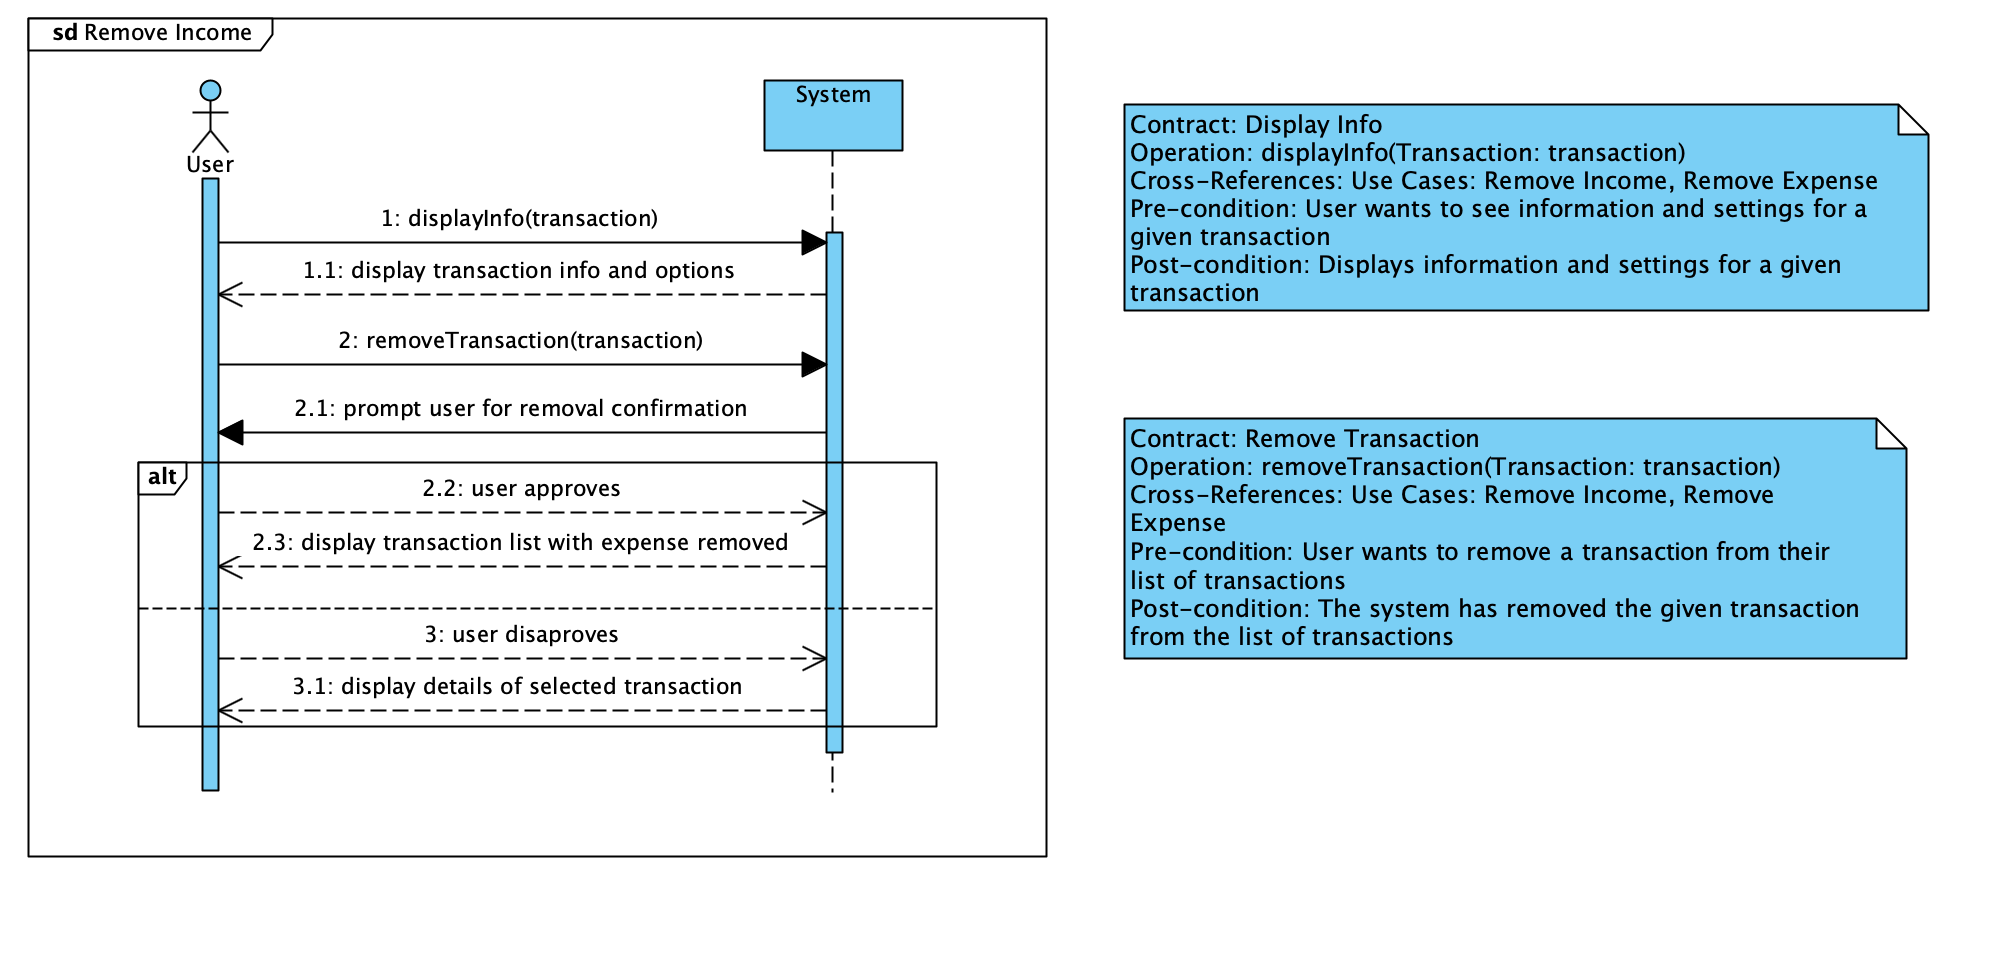 sd Remove Income
User
System
1: displayInfo(transaction)
1.1: display transaction info and options
2: removeTransaction(transaction)
2.1: prompt user for removal confirmation
alt
2.2: user approves
2.3: display transaction list with expense removed
3: user disaproves
3.1: display details of selected transaction
Contract: Display Info
Operation: displayInfo(Transaction: transaction)
Cross-References: Use Cases: Remove Income, Remove Expense
Pre-condition: User wants to see information and settings for a
given transaction
Post-condition: Displays information and settings for a given
transaction
Contract: Remove Transaction
Operation: removeTransaction(Transaction: transaction)
Cross-References: Use Cases: Remove Income, Remove
Expense
Pre-condition: User wants to remove a transaction from their
list of transactions
Post-condition: The system has removed the given transaction
from the list of transactions